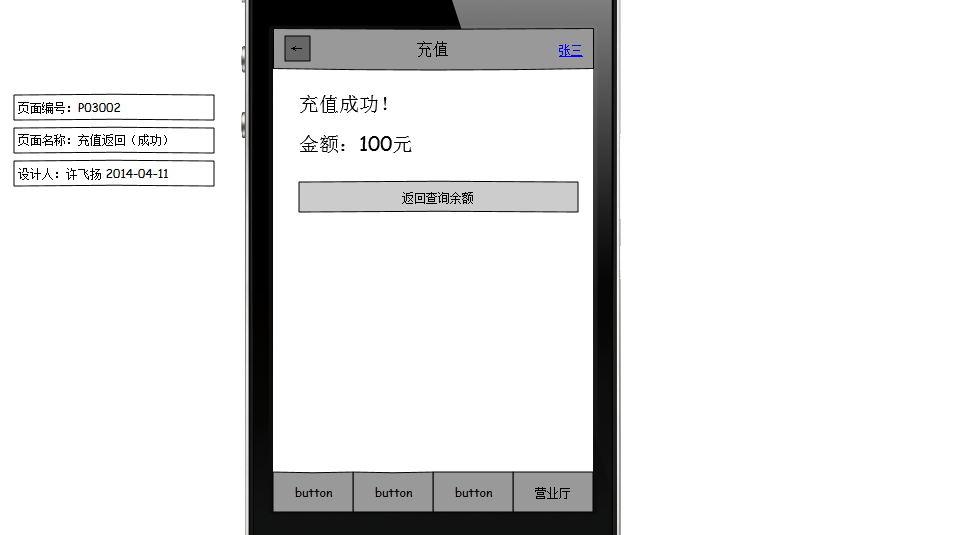 页面编号：P03002
页面名称：充值返回（成功）
设计人：许飞扬 2014-04-11
← 充值 张三
充值成功！
金额：100元
返回查询余额
button button button 营业厅